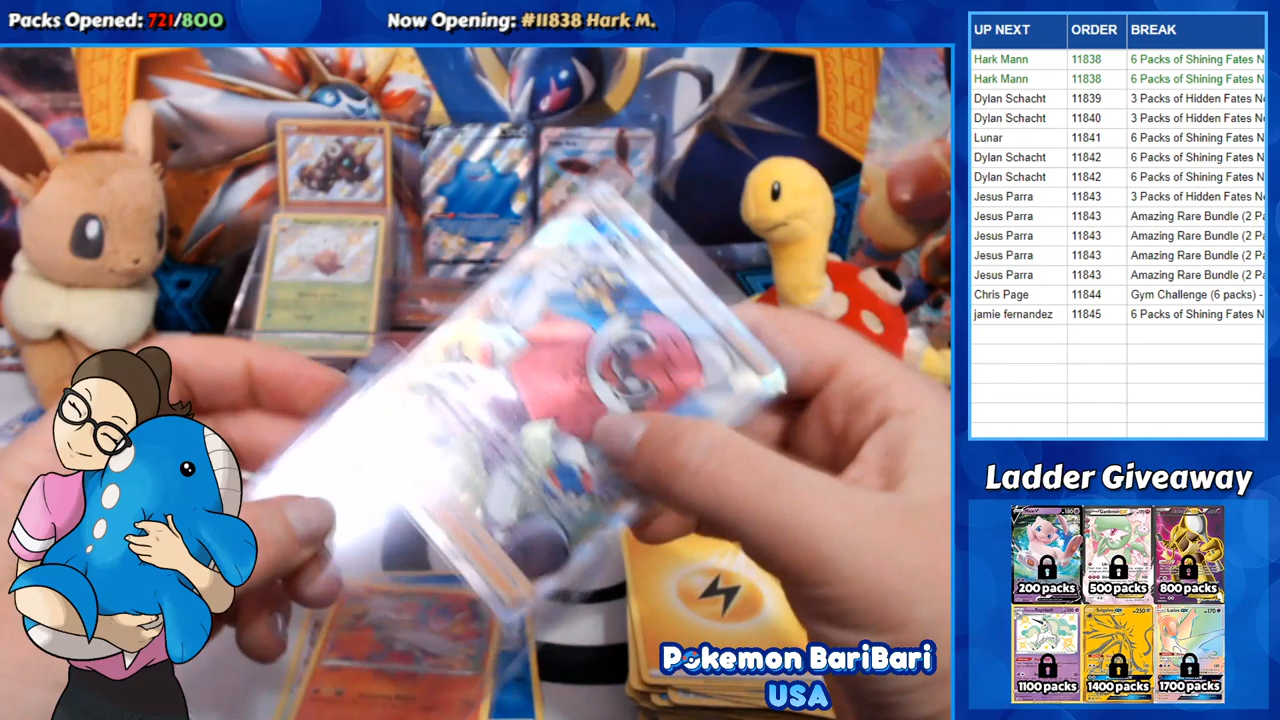 Packs Opened: 721/800
Now Opening: #11838 Hark M.
UP NEXT ORDER BREAK
Hark Mann 11838 6 Packs of Shining Fates N
Hark Mann 11838 6 Packs of Shining Fates N
Dylan Schacht 11839 3 Packs of Hidden Fates Ne
Dylan Schacht 11840 3 Packs of Hidden Fates Ne
Lunar 11841 6 Packs of Shining Fates N
Dylan Schacht 11842 6 Packs of Shining Fates N
Dylan Schacht 11842 6 Packs of Shining Fates N
Jesus Parra 11843 3 Packs of Hidden Fates Ne
Jesus Parra 11843 Amazing Rare Bundle (2 Pa
Jesus Parra 11843 Amazing Rare Bundle (2 Pa
Jesus Parra 11843 Amazing Rare Bundle (2 Pa
Jesus Parra 11843 Amazing Rare Bundle (2 Pa
Chris Page 11844 Gym Challenge (6 packs) -
jamie fernandez 11845 6 Packs of Shining Fates N
Ladder Giveaway
200 packs
500 packs
800 packs
1100 packs
1400 packs
1700 packs
Pokemon BariBari
USA